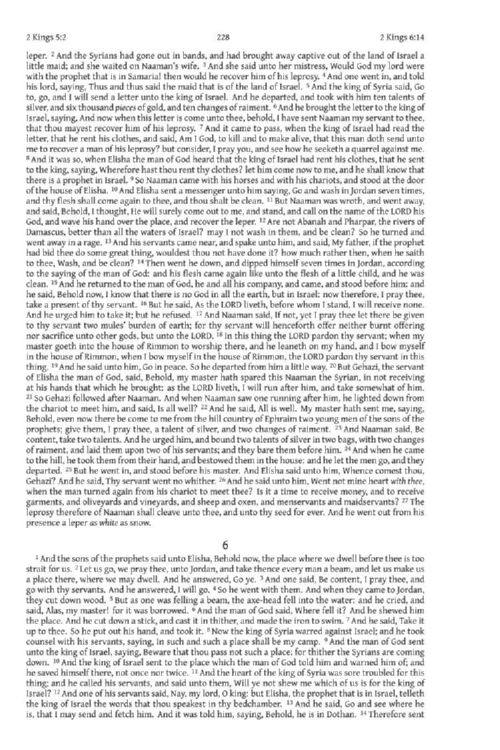 2 Kings 5:2 228 2 Kings 6:14
leper. 2 And the Syrians had gone out in bands, and had brought away captive out of the land of Israel a
little maid; and she waited on Naaman's wife. 3 And she said unto her mistress, Would God my lord were
with the prophet that is in Samaria! then would he recover him of his leprosy. 4 And one went in, and told
his lord, saying, Thus and thus said the maid that is of the land of Israel. 5 And the king of Syria said, Go
to, go, and I will send a letter unto the king of Israel. And he departed, and took with him ten talents of
silver, and six thousand pieces of gold, and ten changes of raiment. 6 And he brought the letter to the king of
Israel, saying, And now when this letter is come unto thee, behold, I have sent Naaman my servant to thee,
that thou mayest recover him of his leprosy. 7 And it came to pass, when the king of Israel had read the
letter, that he rent his clothes, and said, Am I God, to kill and to make alive, that this man doth send unto
me to recover a man of his leprosy? but consider, I pray you, and see how he seeketh a quarrel against me.
8 And it was so, when Elisha the man of God heard that the king of Israel had rent his clothes, that he sent
to the king, saying, Wherefore hast thou rent thy clothes? let him come now to me, and he shall know that
there is a prophet in Israel. 9 So Naaman came with his horses and with his chariots, and stood at the door
of the house of Elisha. 10 And Elisha sent a messenger unto him saying, Go and wash in Jordan seven times,
and thy flesh shall come again to thee, and thou shalt be clean. 11 But Naaman was wroth, and went away,
and said, Behold, I thought, He will surely come out to me, and stand, and call on the name of the LORD his
God, and wave his hand over the place, and recover the leper. 12 Are not Abanah and Pharpar, the rivers of
Damascus, better than all the waters of Israel? may I not wash in them, and be clean? So he turned and
went away in a rage. 13 And his servants came near, and spake unto him, and said, My father, if the prophet
had bid thee do some great thing, wouldest thou not have done it? how much rather then, when he saith
to thee, Wash, and be clean? 14 Then went he down, and dipped himself seven times in Jordan, according
to the saying of the man of God: and his flesh came again like unto the flesh of a little child, and he was
clean. 15 And he returned to the man of God, he and all his company, and came, and stood before him: and
he said, Behold now, I know that there is no God in all the earth, but in Israel: now therefore, I pray thee,
take a present of thy servant. 16 But he said, As the LORD liveth, before whom I stand, I will receive none.
And he urged him to take it; but he refused. 17 And Naaman said, If not, yet I pray thee let there be given
to thy servant two mules' burden of earth; for thy servant will henceforth offer neither burnt offering
nor sacrifice unto other gods, but unto the LORD. 18 In this thing the LORD pardon thy servant; when my
master goeth into the house of Rimmon to worship there, and he leaneth on my hand, and I bow myself
in the house of Rimmon, when I bow myself in the house of Rimmon, the LORD pardon thy servant in this
thing. 19 And he said unto him, Go in peace. So he departed from him a little way. 20 But Gehazi, the servant
of Elisha the man of God, said, Behold, my master hath spared this Naaman the Syrian, in not receiving
at his hands that which he brought: as the LORD liveth, I will run after him, and take somewhat of him.
21 So Gehazi followed after Naaman. And when Naaman saw one running after him, he lighted down from
the chariot to meet him, and said, Is all well? 22 And he said, All is well. My master hath sent me, saying,
Behold, even now there be come to me from the hill country of Ephraim two young men of the sons of the
prophets; give them, I pray thee, a talent of silver, and two changes of raiment. 23 And Naaman said, Be
content, take two talents. And he urged him, and bound two talents of silver in two bags, with two changes
of raiment, and laid them upon two of his servants; and they bare them before him. 24 And when he came
to the hill, he took them from their hand, and bestowed them in the house: and he let the men go, and they
departed. 25 But he went in, and stood before his master. And Elisha said unto him, Whence comest thou,
Gehazi? And he said, Thy servant went no whither. 26 And he said unto him, Went not mine heart with thee,
when the man turned again from his chariot to meet thee? Is it a time to receive money, and to receive
garments, and oliveyards and vineyards, and sheep and oxen, and menservants and maidservants? 27 The
leprosy therefore of Naaman shall cleave unto thee, and unto thy seed for ever. And he went out from his
presence a leper as white as snow.
6
1 And the sons of the prophets said unto Elisha, Behold now, the place where we dwell before thee is too
strait for us. 2 Let us go, we pray thee, unto Jordan, and take thence every man a beam, and let us make us
a place there, where we may dwell. And he answered, Go ye. 3 And one said, Be content, I pray thee, and
go with thy servants. And he answered, I will go. 4 So he went with them. And when they came to Jordan,
they cut down wood. 5 But as one was felling a beam, the axe-head fell into the water: and he cried, and
said, Alas, my master! for it was borrowed. 6 And the man of God said, Where fell it? And he shewed him
the place. And he cut down a stick, and cast it in thither, and made the iron to swim. 7 And he said, Take it
up to thee. So he put out his hand, and took it. 8 Now the king of Syria warred against Israel; and he took
counsel with his servants, saying, In such and such a place shall be my camp. 9 And the man of God sent
unto the king of Israel, saying, Beware that thou pass not such a place; for thither the Syrians are coming
down. 10 And the king of Israel sent to the place which the man of God told him and warned him of; and
he saved himself there, not once nor twice. 11 And the heart of the king of Syria was sore troubled for this
thing; and he called his servants, and said unto them, Will ye not shew me which of us is for the king of
Israel? 12 And one of his servants said, Nay, my lord, O king: but Elisha, the prophet that is in Israel, telleth
the king of Israel the words that thou speakest in thy bedchamber. 13 And he said, Go and see where he
is, that I may send and fetch him. And it was told him, saying, Behold, he is in Dothan. 14 Therefore sent